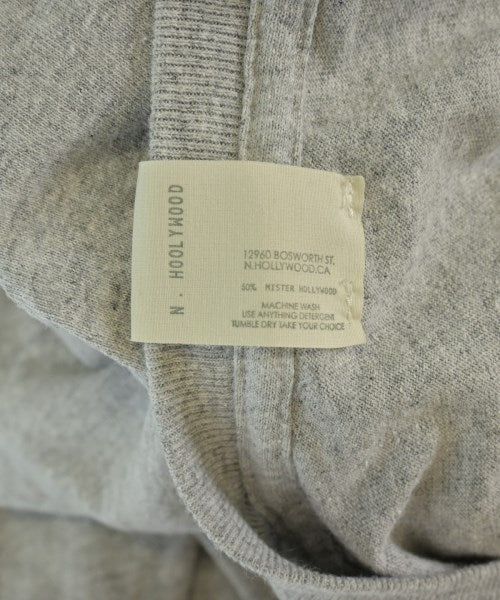 N. HOOLYWOOD
12960 BOSWORTH ST.
N.HOLLYWOOD.CA
50% MISTER HOLLYWOOD
MACHINE WASH
USE ANYTHING DETERGENT
TUMBLE DRY TAKE YOUR CHOICE